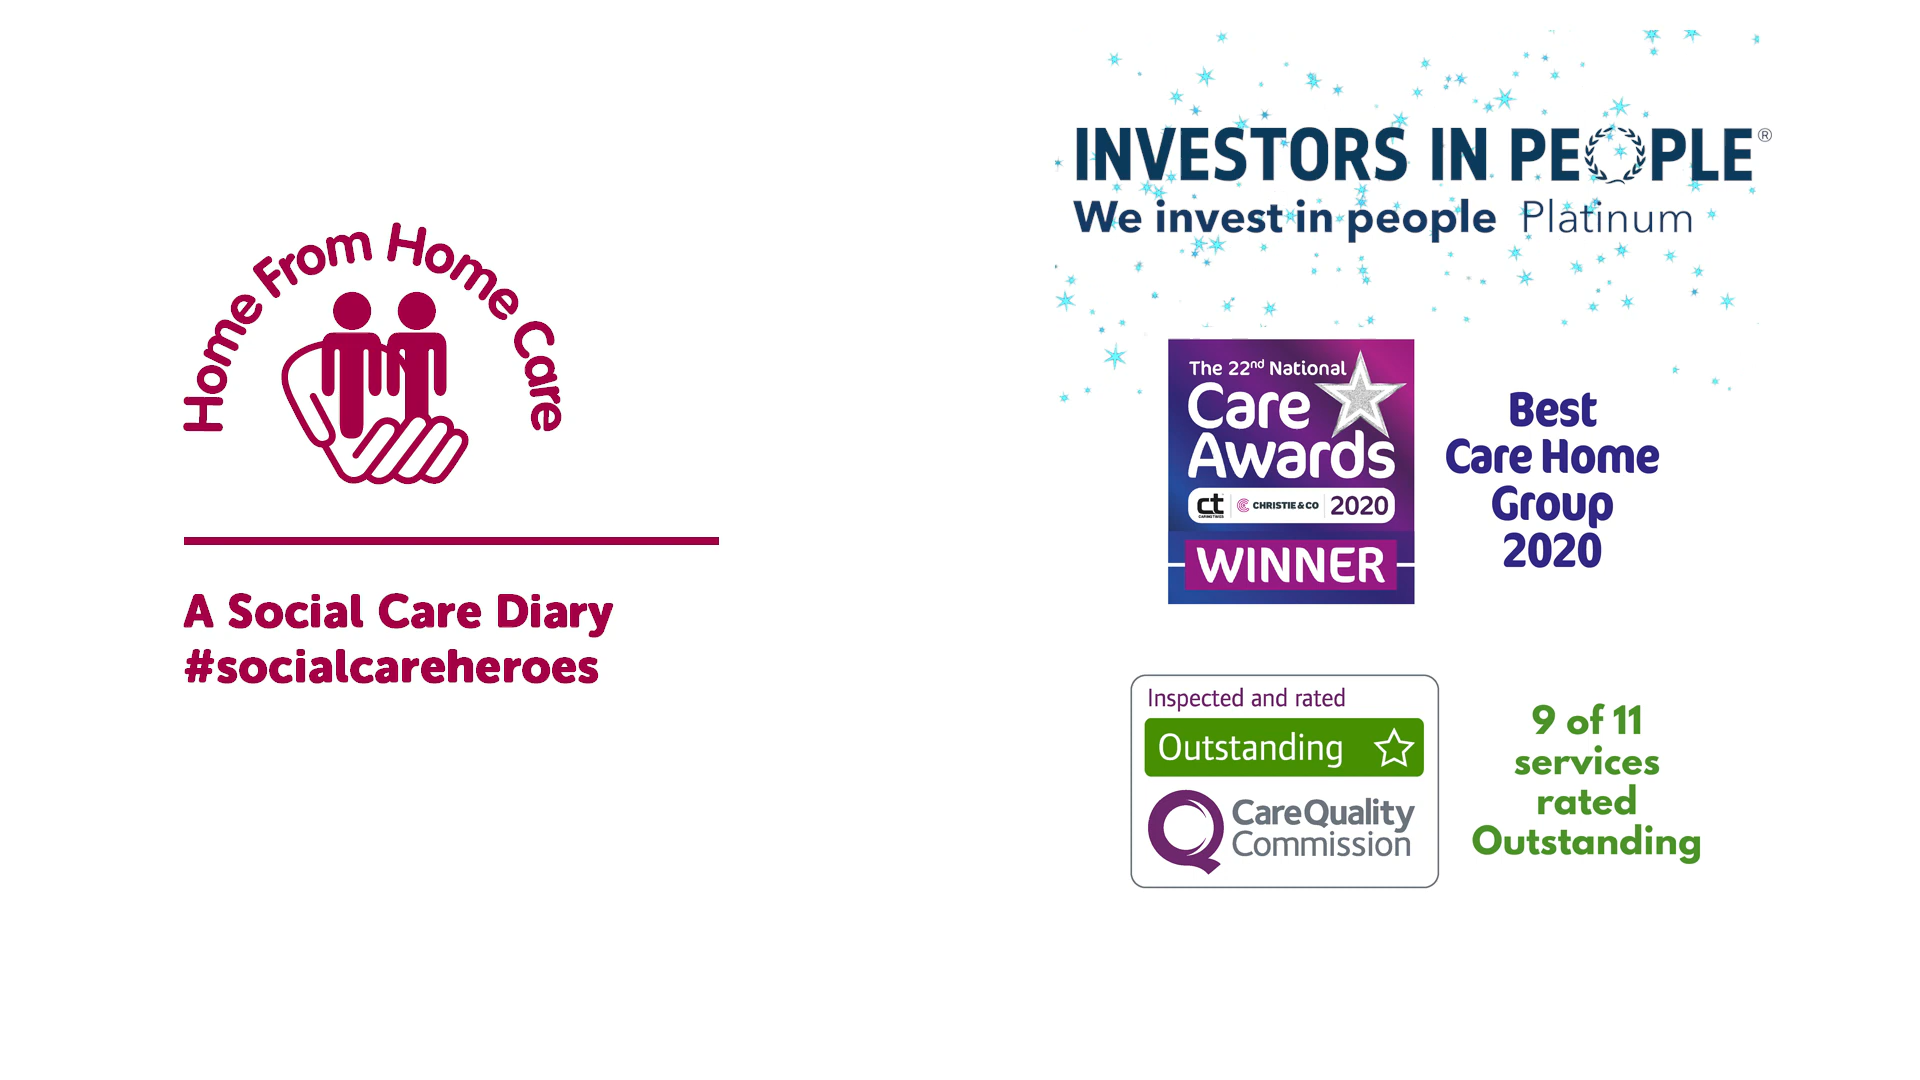 Home From Home Care
A Social Care Diary
#socialcareheroes
INVESTORS IN PEOPLE®
We invest in people Platinum
The 22nd National
Care
Awards
ct CHRISTIE & CO 2020
WINNER
Best
Care Home
Group
2020
Inspected and rated
Outstanding
CareQuality
Commission
9 of 11
services
rated
Outstanding